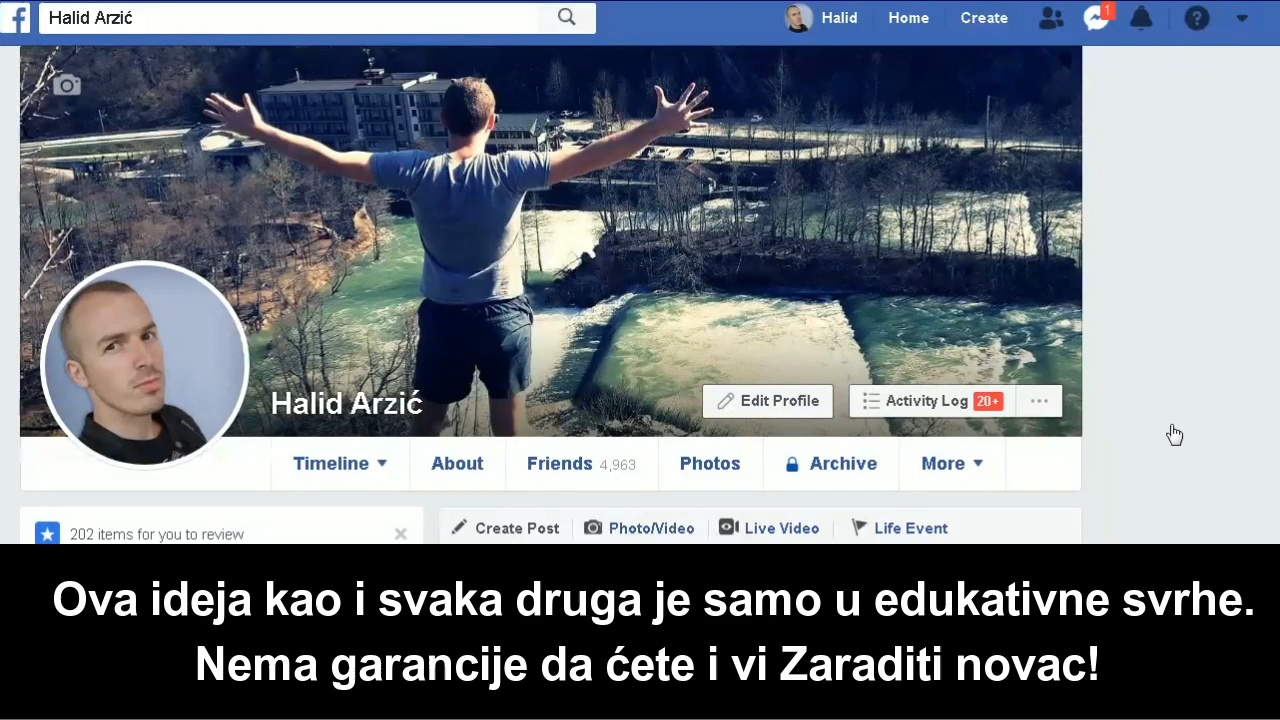 Halid Arzić
Halid
Home
Create
1
Halid Arzić
Edit Profile
Activity Log 20+
Timeline
About
Friends 4,963
Photos
Archive
More
202 items for you to review
Create Post
Photo/Video
Live Video
Life Event
Ova ideja kao i svaka druga je samo u edukativne svrhe.
Nema garancije da ćete i vi Zaraditi novac!